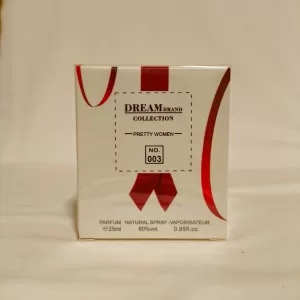 DREAM BRAND
COLLECTION
PRETTY WOMEN
NO.
003
PARFUM NATURAL SPRAY-VAPORISATEUR
℮25ml 80%vol. 0.85fl.oz.